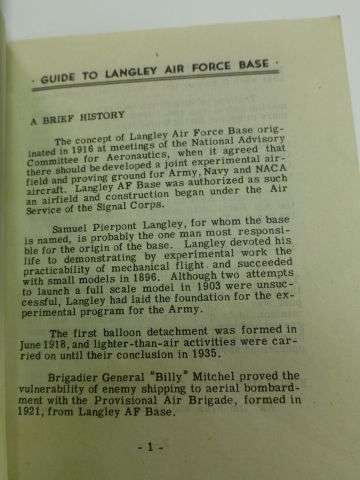 · GUIDE TO LANGLEY AIR FORCE BASE ·
A BRIEF HISTORY
The concept of Langley Air Force Base orig-
inated in 1916 at meetings of the National Advisory
Committee for Aeronautics, when it agreed that
there should be developed a joint experimental air-
field and proving ground for Army, Navy and NACA
aircraft. Langley AF Base was authorized as such
an airfield and construction began under the Air
Service of the Signal Corps.
Samuel Pierpont Langley, for whom the base
is named, is probably the one man most responsi-
ble for the origin of the base. Langley devoted his
life to demonstrating by experimental work the
practicability of mechanical flight and succeeded
with small models in 1896. Although two attempts
to launch a full scale model in 1903 were unsuc-
cessful, Langley had laid the foundation for the ex-
perimental program for the Army.
The first balloon detachment was formed in
June 1918, and lighter-than-air activities were car-
ried on until their conclusion in 1935.
Brigadier General "Billy" Mitchel proved the
vulnerability of enemy shipping to aerial bombard-
ment with the Provisional Air Brigade, formed in
1921, from Langley AF Base.
- 1 -